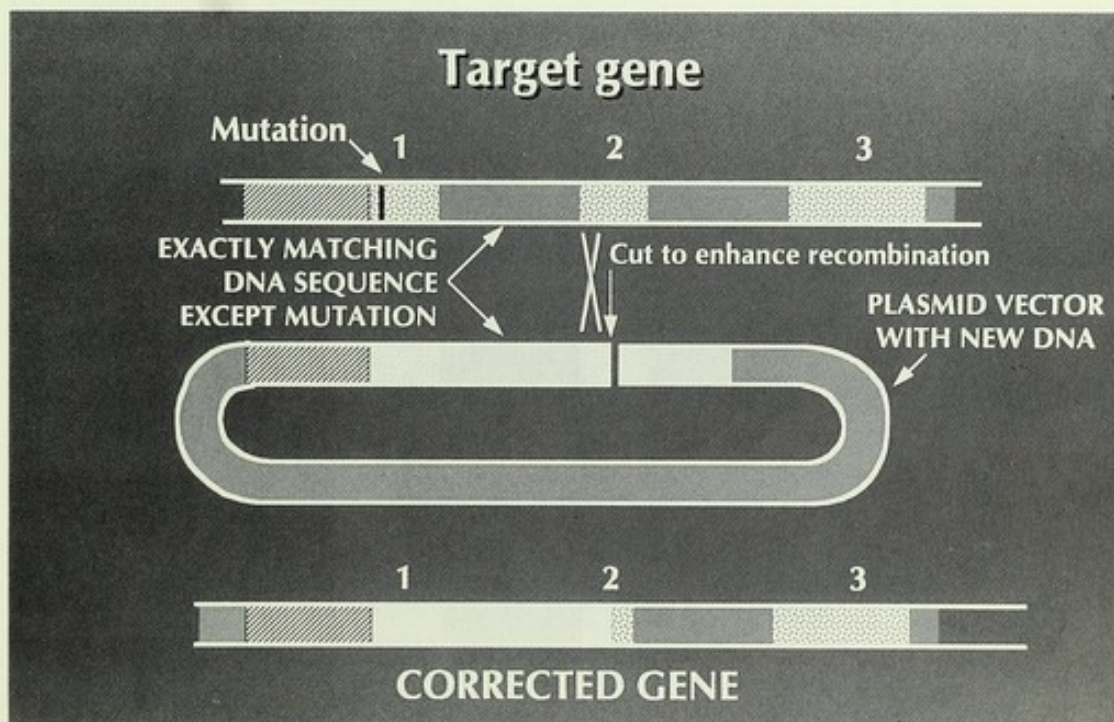 Target gene
Mutation
1 2 3
EXACTLY MATCHING
DNA SEQUENCE
EXCEPT MUTATION
Cut to enhance recombination
PLASMID VECTOR
WITH NEW DNA
1 2 3
CORRECTED GENE